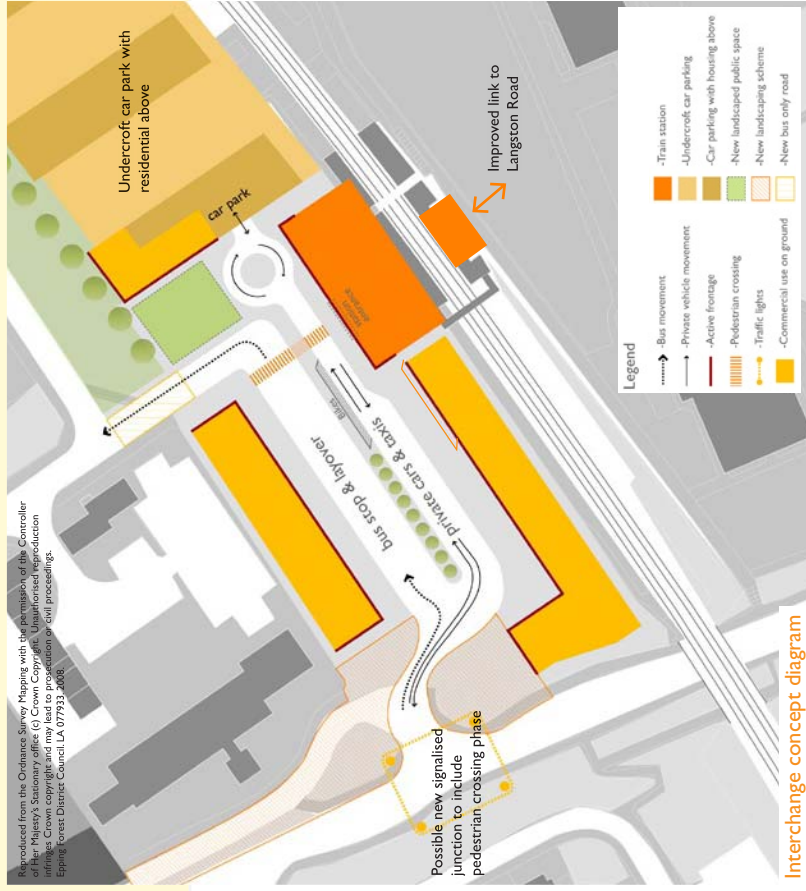 Reproduced from the Ordnance Survey Mapping with the permission of the Controller
of Her Majesty's Stationary office (c) Crown Copyright. Unauthorised reproduction
infringes Crown copyright and may lead to prosecution or civil proceedings.
Epping Forest District Council. LA 077933. 2008.
Undercroft car park with
residential above
car park
station
entrance
Improved link to
Langston Road
Bikes
bus stop & layover
private cars & taxis
Possible new signalised
junction to include
pedestrian crossing phase
Legend
-Bus movement
-Private vehicle movement
-Active frontage
-Pedestrian crossing
-Traffic lights
-Commercial use on ground
-Train station
-Undercroft car parking
-Car parking with housing above
-New landscaped public space
-New landscaping scheme
-New bus only road
Interchange concept diagram